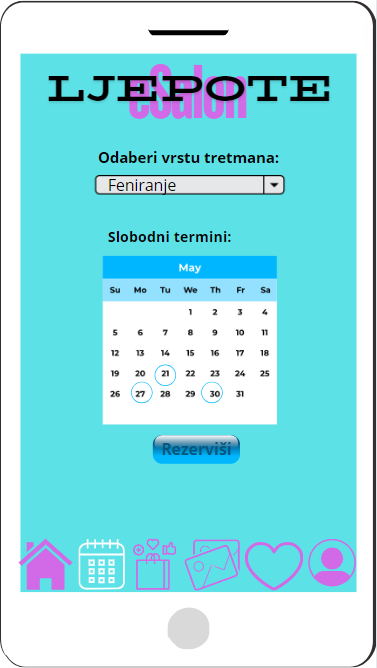 eSalon
LJEPOTE
Odaberi vrstu tretmana:
Feniranje
Slobodni termini:
May
Su Mo Tu We Th Fr Sa
1 2 3 4
5 6 7 8 9 10 11
12 13 14 15 16 17 18
19 20 21 22 23 24 25
26 27 28 29 30 31
Rezerviši